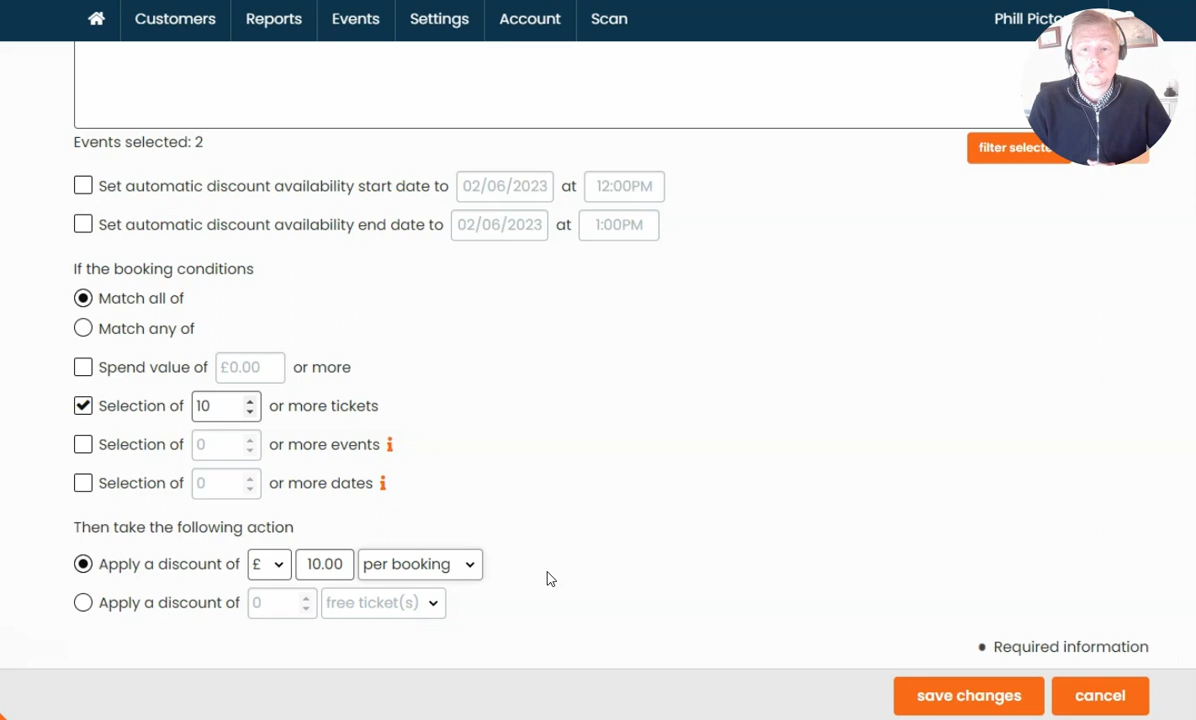 Customers Reports Events Settings Account Scan Phill
Events selected: 2
filter
Set automatic discount availability start date to 02/06/2023 at 12:00PM
Set automatic discount availability end date to 02/06/2023 at 1:00PM
If the booking conditions
Match all of
Match any of
Spend value of £0.00 or more
Selection of 10 or more tickets
Selection of 0 or more events
Selection of 0 or more dates
Then take the following action
Apply a discount of £ 10.00 per booking
Apply a discount of 0 free ticket(s)
Required information
save changes cancel